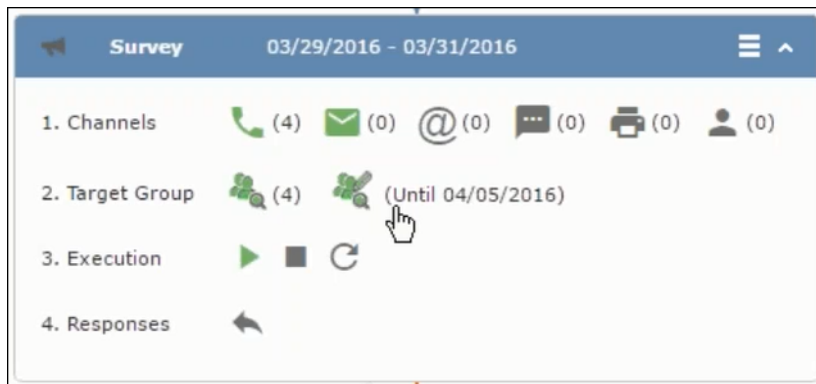 Survey 03/29/2016 - 03/31/2016
1. Channels (4) (0) @ (0) (0) (0) (0)
2. Target Group (4) (Until 04/05/2016)
3. Execution
4. Responses